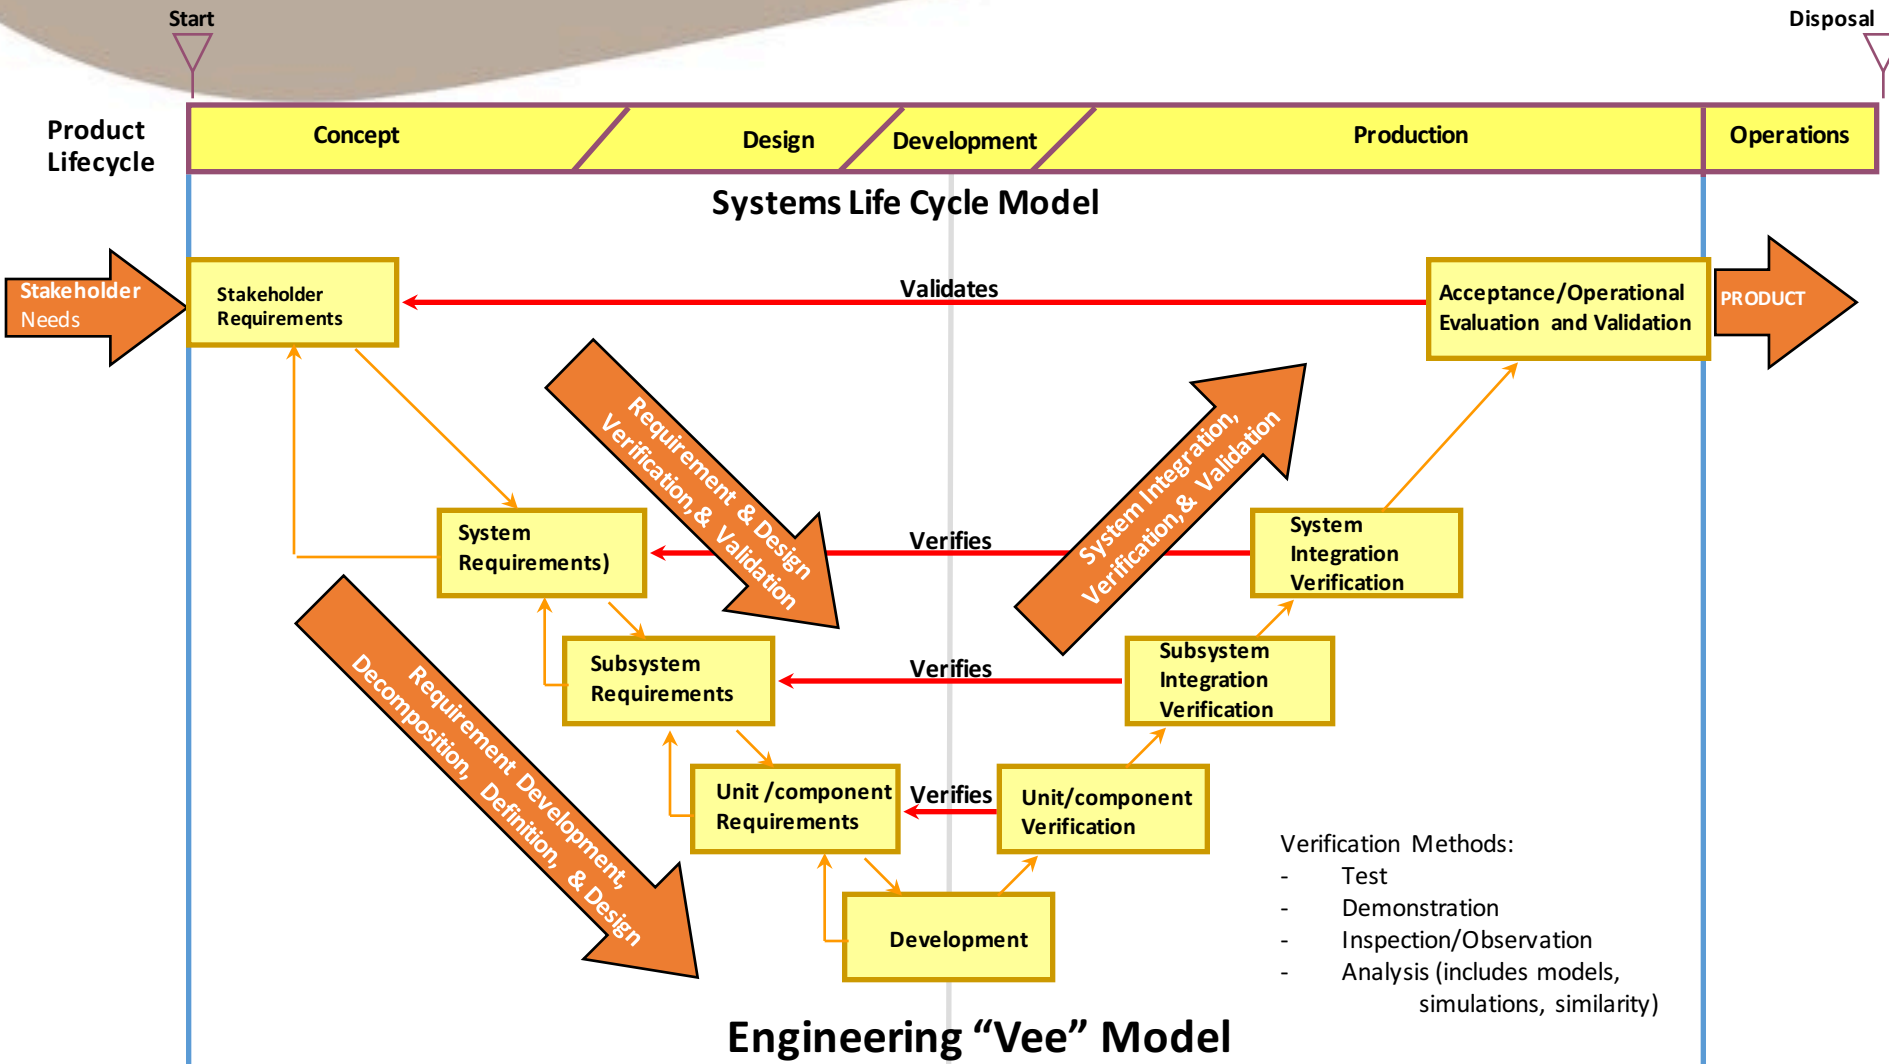 Start
Disposal
Product
Lifecycle
Concept
Design
Development
Production
Operations
Systems Life Cycle Model
Stakeholder
Needs
Stakeholder
Requirements
Validates
Acceptance/Operational
Evaluation and Validation
PRODUCT
Requirement & Design
Verification, & Validation
System Integration,
Verification, & Validation
System
Requirements)
Verifies
System
Integration
Verification
Subsystem
Requirements
Verifies
Subsystem
Integration
Verification
Requirement Development,
Decomposition, Definition, & Design
Unit /component
Requirements
Verifies
Unit/component
Verification
Development
Verification Methods:
- Test
- Demonstration
- Inspection/Observation
- Analysis (includes models,
simulations, similarity)
Engineering “Vee” Model